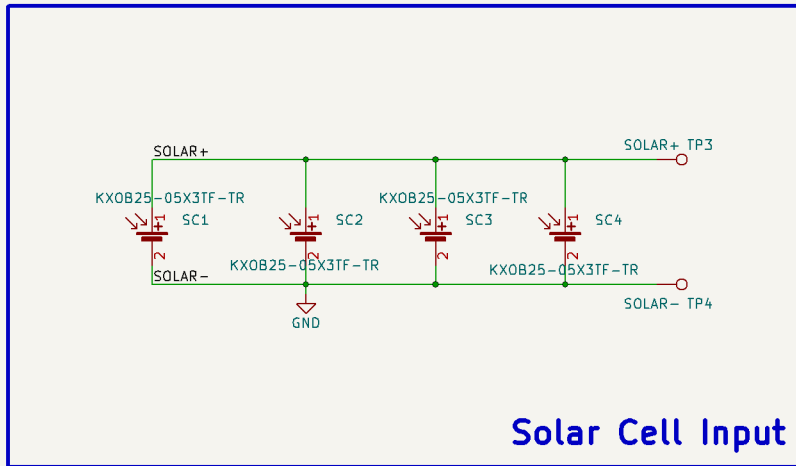 SOLAR+
SOLAR+ TP3
KXOB25-05X3TF-TR
KXOB25-05X3TF-TR
1
SC1
1
SC2
1
SC3
1
SC4
+
+
+
+
2
2
2
2
KXOB25-05X3TF-TR
KXOB25-05X3TF-TR
SOLAR-
SOLAR- TP4
GND
Solar Cell Input